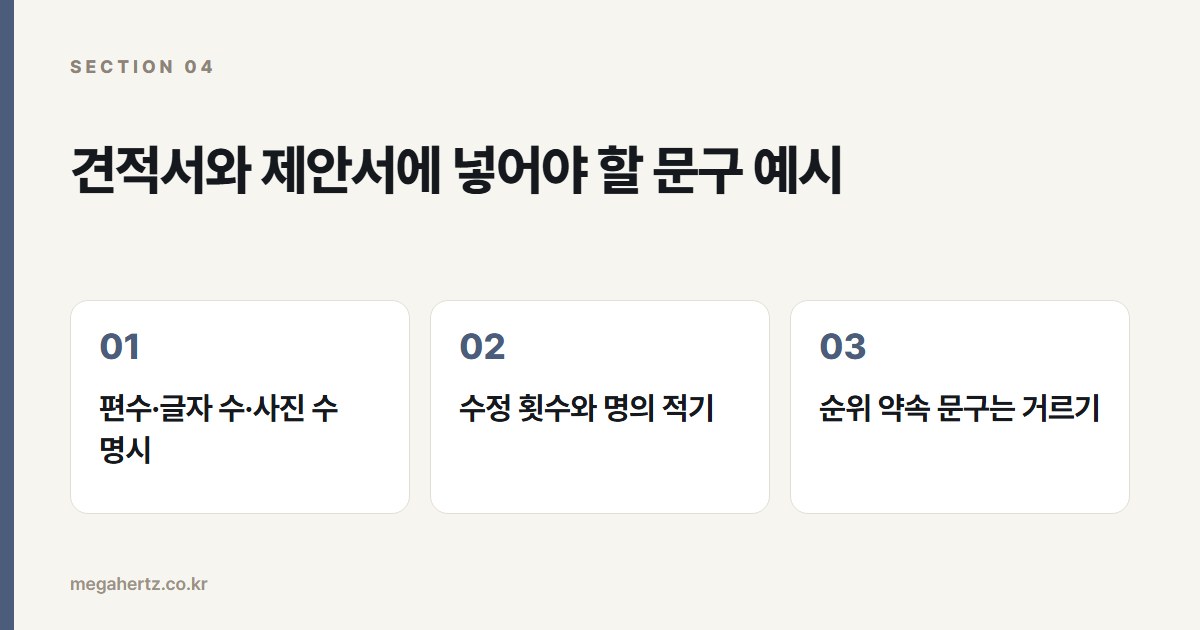 SECTION 04
견적서와 제안서에 넣어야 할 문구 예시
01
편수·글자 수·사진 수
명시
02
수정 횟수와 명의 적기
03
순위 약속 문구는 거르기
megahertz.co.kr